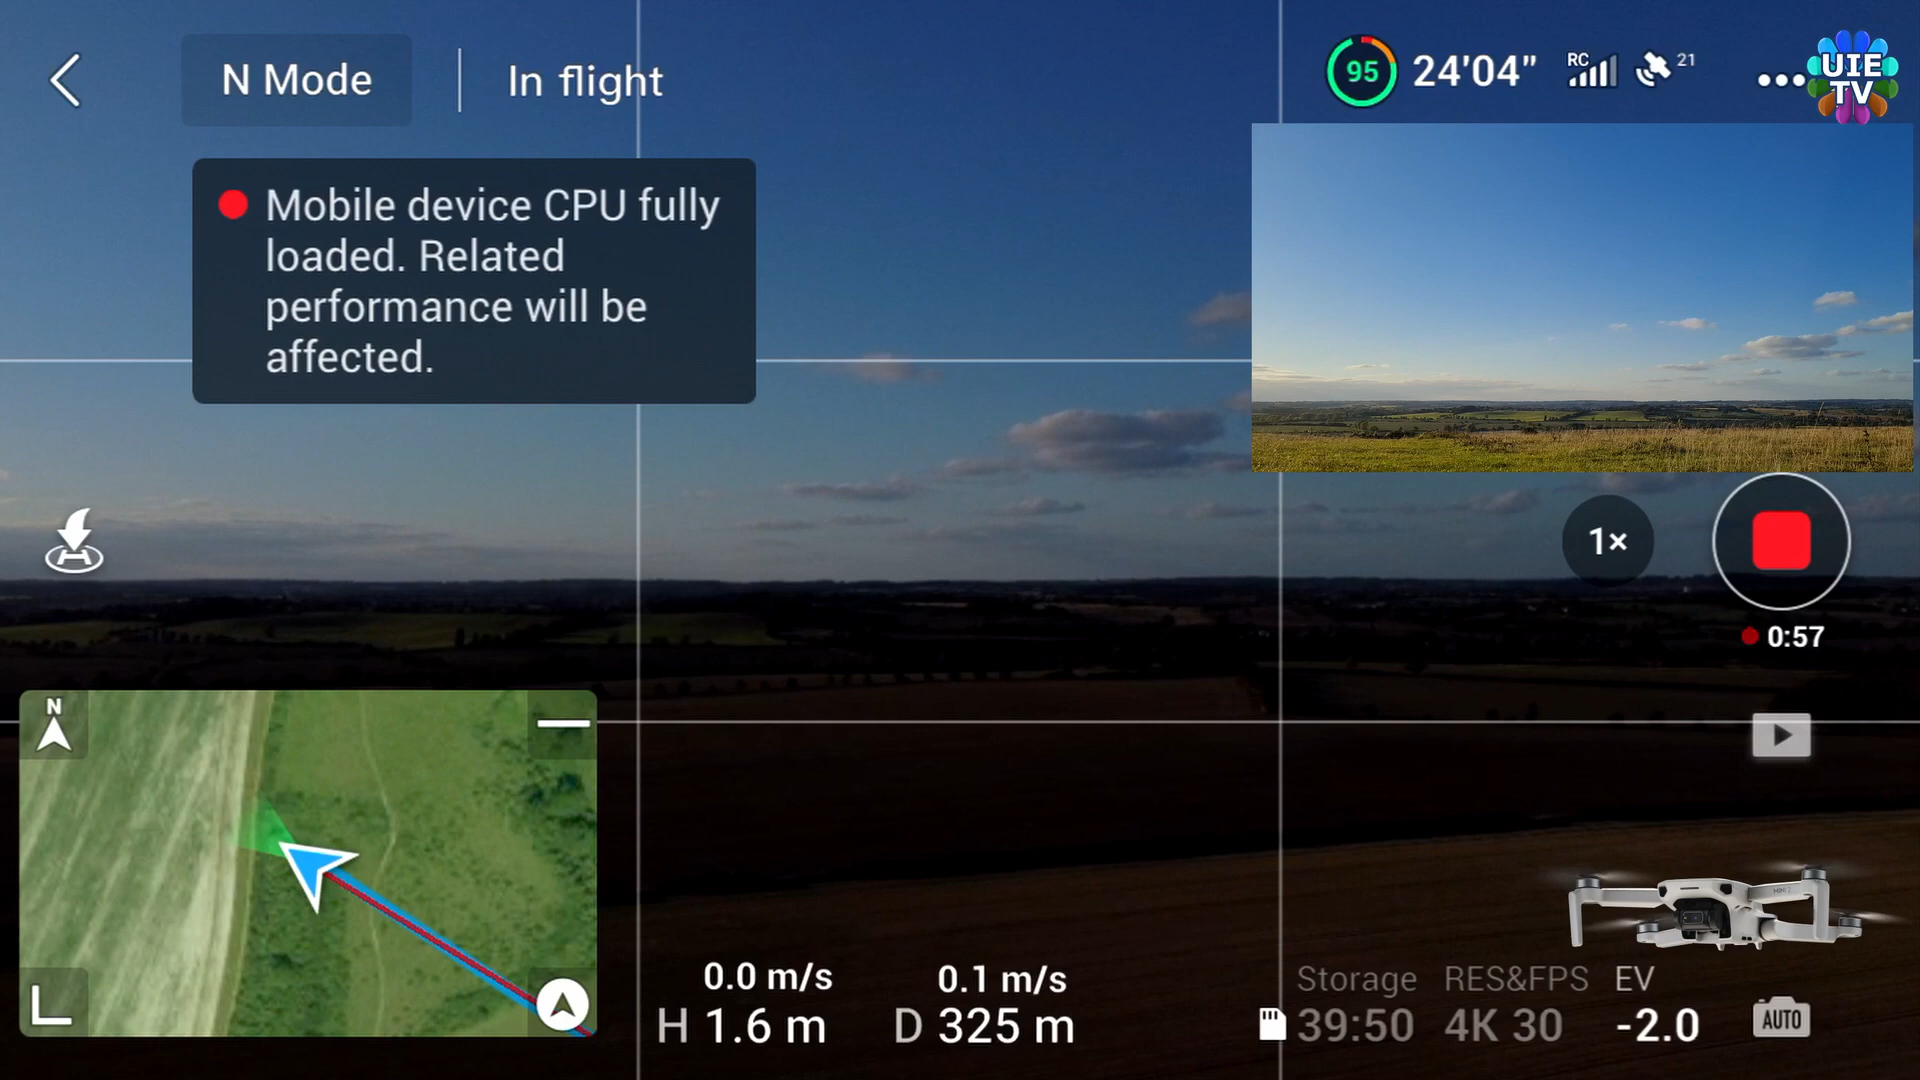 N Mode
In flight
95
24'04"
RC
21
UIE
TV
Mobile device CPU fully
loaded. Related
performance will be
affected.
1×
0:57
N
0.0 m/s
0.1 m/s
H 1.6 m
D 325 m
Storage
RES&FPS
EV
39:50
4K 30
-2.0
AUTO